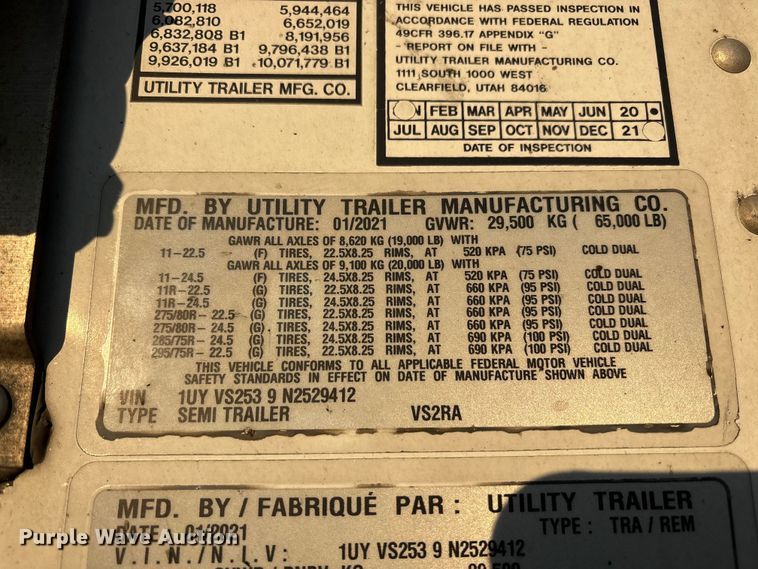 5,700,118 5,944,464
6,082,810 6,652,019
6,832,808 B1 8,191,956
9,637,184 B1 9,796,438 B1
9,926,019 B1 10,071,779 B1
UTILITY TRAILER MFG. CO.
THIS VEHICLE HAS PASSED INSPECTION IN
ACCORDANCE WITH FEDERAL REGULATION
49CFR 396.17 APPENDIX "G"
- REPORT ON FILE WITH -
UTILITY TRAILER MANUFACTURING CO.
1111 SOUTH 1000 WEST
CLEARFIELD, UTAH 84016
FEB MAR APR MAY JUN 20
JUL AUG SEP OCT NOV DEC 21
DATE OF INSPECTION
MFD. BY UTILITY TRAILER MANUFACTURING CO.
DATE OF MANUFACTURE: 01/2021 GVWR: 29,500 KG ( 65,000 LB)
GAWR ALL AXLES OF 8,620 KG (19,000 LB) WITH
11-22.5 (F) TIRES, 22.5X8.25 RIMS, AT 520 KPA (75 PSI) COLD DUAL
GAWR ALL AXLES OF 9,100 KG (20,000 LB) WITH
11-24.5 (F) TIRES, 24.5X8.25 RIMS, AT 520 KPA (75 PSI) COLD DUAL
11R-22.5 (G) TIRES, 22.5X8.25 RIMS, AT 660 KPA (95 PSI) COLD DUAL
11R-24.5 (G) TIRES, 24.5X8.25 RIMS, AT 660 KPA (95 PSI) COLD DUAL
275/80R-22.5 (G) TIRES, 22.5X8.25 RIMS, AT 660 KPA (95 PSI) COLD DUAL
275/80R-24.5 (G) TIRES, 24.5X8.25 RIMS, AT 660 KPA (95 PSI) COLD DUAL
285/75R-24.5 (G) TIRES, 24.5X8.25 RIMS, AT 690 KPA (100 PSI) COLD DUAL
295/75R-22.5 (G) TIRES, 22.5X8.25 RIMS, AT 690 KPA (100 PSI) COLD DUAL
THIS VEHICLE CONFORMS TO ALL APPLICABLE FEDERAL MOTOR VEHICLE
SAFETY STANDARDS IN EFFECT ON DATE OF MANUFACTURE SHOWN ABOVE
VIN 1UY VS253 9 N2529412
TYPE SEMI TRAILER VS2RA
MFD. BY / FABRIQUÉ PAR: UTILITY TRAILER
DATE: 01/2021 TYPE: TRA / REM
V.I.N./N.I.V: 1UY VS253 9 N2529412
Purple Wave Auction